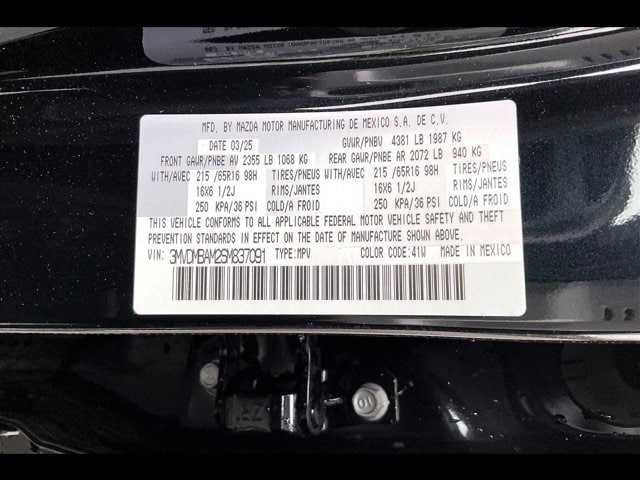 MFD. BY MAZDA MOTOR MANUFACTURING DE MEXICO S.A. DE C.V.
DATE 03/25 GVWR/PNBV 4381 LB 1987 KG
FRONT GAWR/PNBE AV 2355 LB 1068 KG REAR GAWR/PNBE AR 2072 LB 940 KG
WITH/AVEC 215 /65R16 98H TIRES/PNEUS WITH/AVEC 215 /65R16 98H TIRES/PNEUS
16X6 1/2J RIMS/JANTES 16X6 1/2J RIMS/JANTES
250 KPA/36 PSI COLD/A FROID 250 KPA/36 PSI COLD/A FROID
THIS VEHICLE CONFORMS TO ALL APPLICABLE FEDERAL MOTOR VEHICLE SAFETY AND THEFT
PREVENTION STANDARDS IN EFFECT ON THE DATE OF MANUFACTURE SHOWN ABOVE.
VIN: 3MVDMBAM2SM837091 TYPE:MPV COLOR CODE:41W MADE IN MEXICO